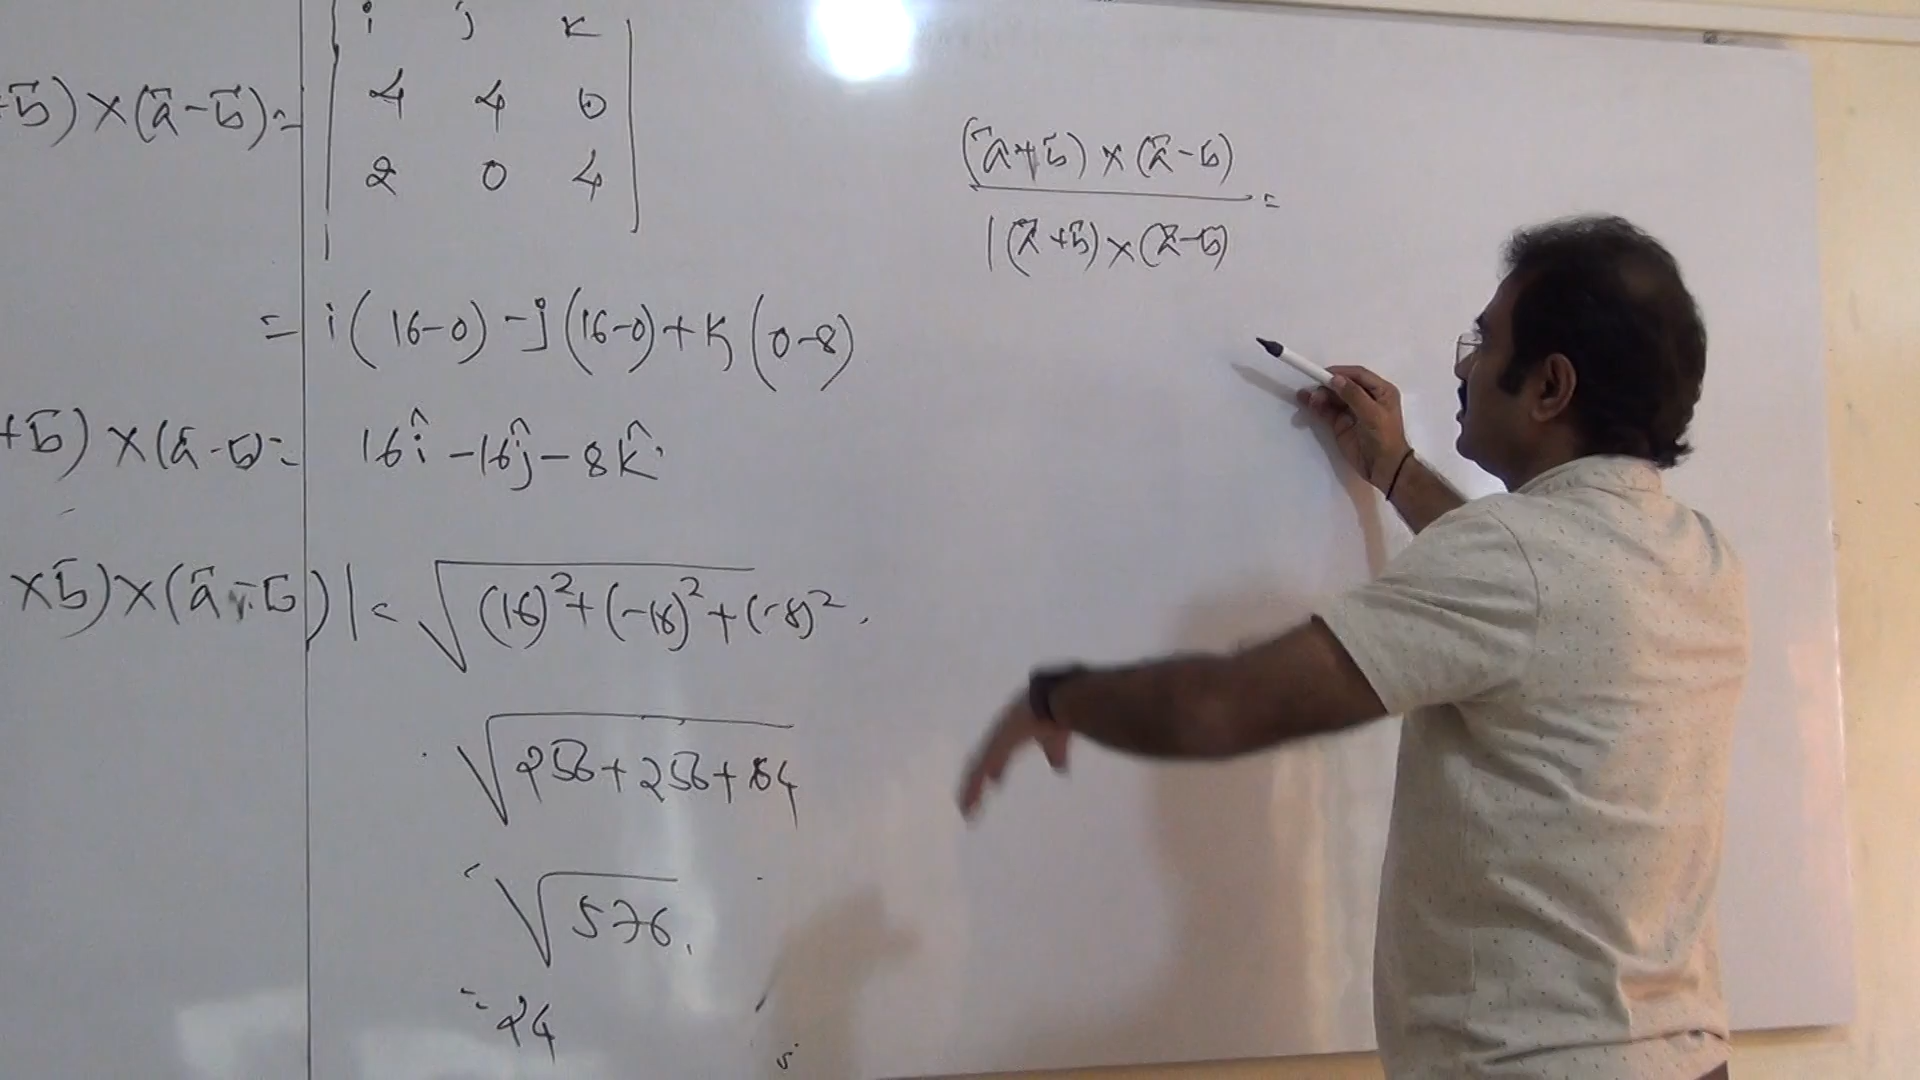 i j k
+b̄) × (ā - b̄) =
4 4 0
2 0 4
= i(16-0) - j(16-0) + k(0-8)
+b̄) × (ā - b) = 16î - 16ĵ - 8k̂
×b̄) × (ā - b̄)| = √(16)² + (-16)² + (-8)²
√256+256+64
= √576
= 24
(ā+b̄) × (ā-b)
=
|(ā+b̄) × (ā-b̄)